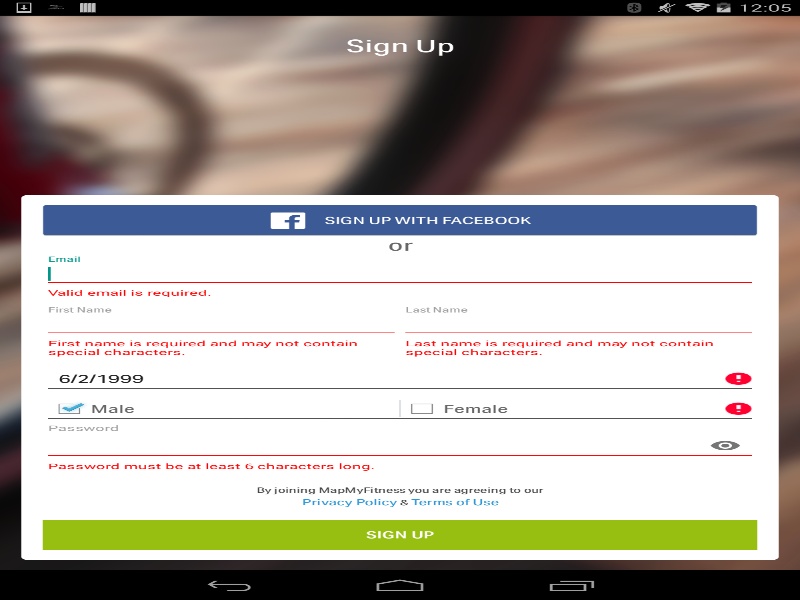 12:05
Sign Up
f SIGN UP WITH FACEBOOK
or
Email
Valid email is required.
First Name
Last Name
First name is required and may not contain
special characters.
Last name is required and may not contain
special characters.
6/2/1999
Male
Female
Password
Password must be at least 6 characters long.
By joining MapMyFitness you are agreeing to our
Privacy Policy & Terms of Use
SIGN UP